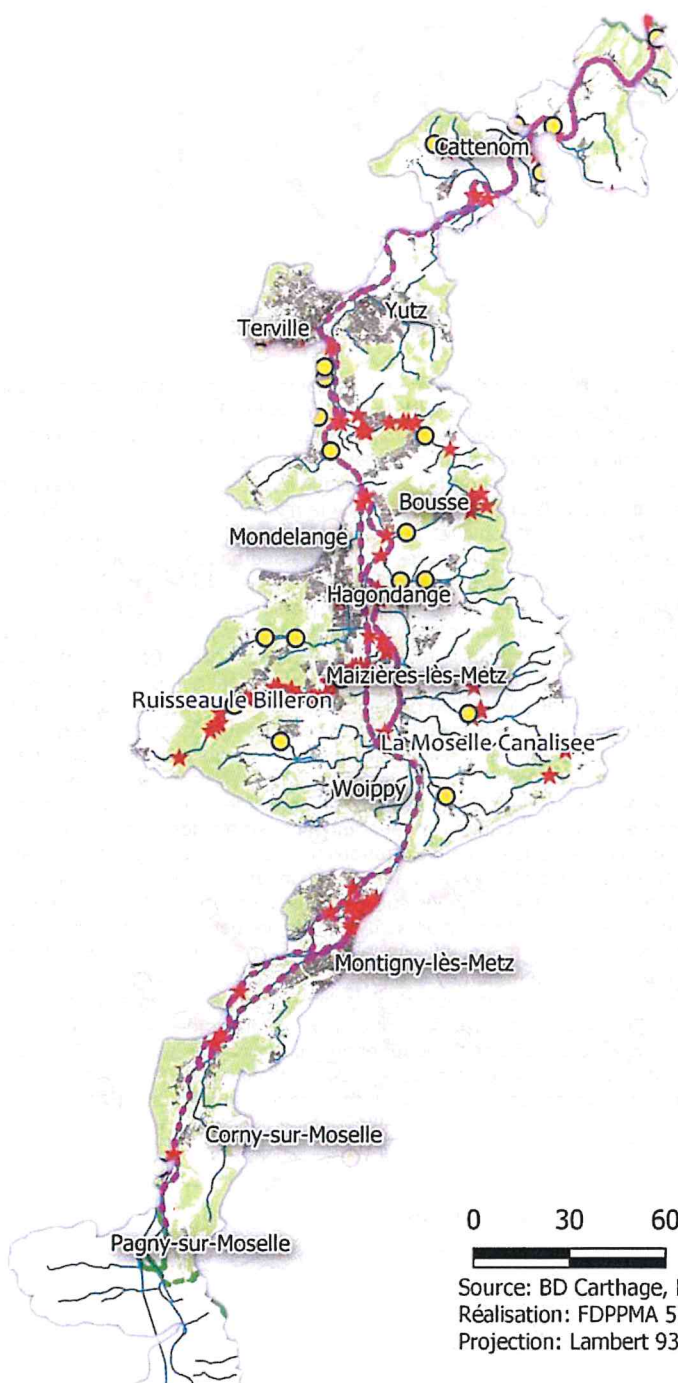 Cattenom
Yutz
Terville
Bousse
Mondelange
Hagondange
Maizières-lès-Metz
Ruisseau le Billeron
La Moselle Canalisee
Woippy
Montigny-lès-Metz
Corny-sur-Moselle
Pagny-sur-Moselle
0 30 60
Source: BD Carthage,
Réalisation: FDPPMA 5
Projection: Lambert 93